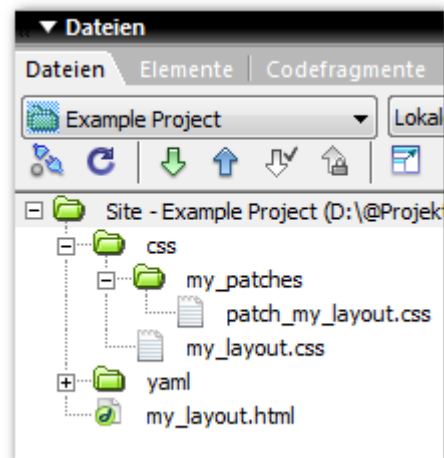 Dateien
Dateien Elemente Codefragmente
Example Project Lokal
Site - Example Project (D:\@Projekt
css
my_patches
patch_my_layout.css
my_layout.css
yaml
my_layout.html